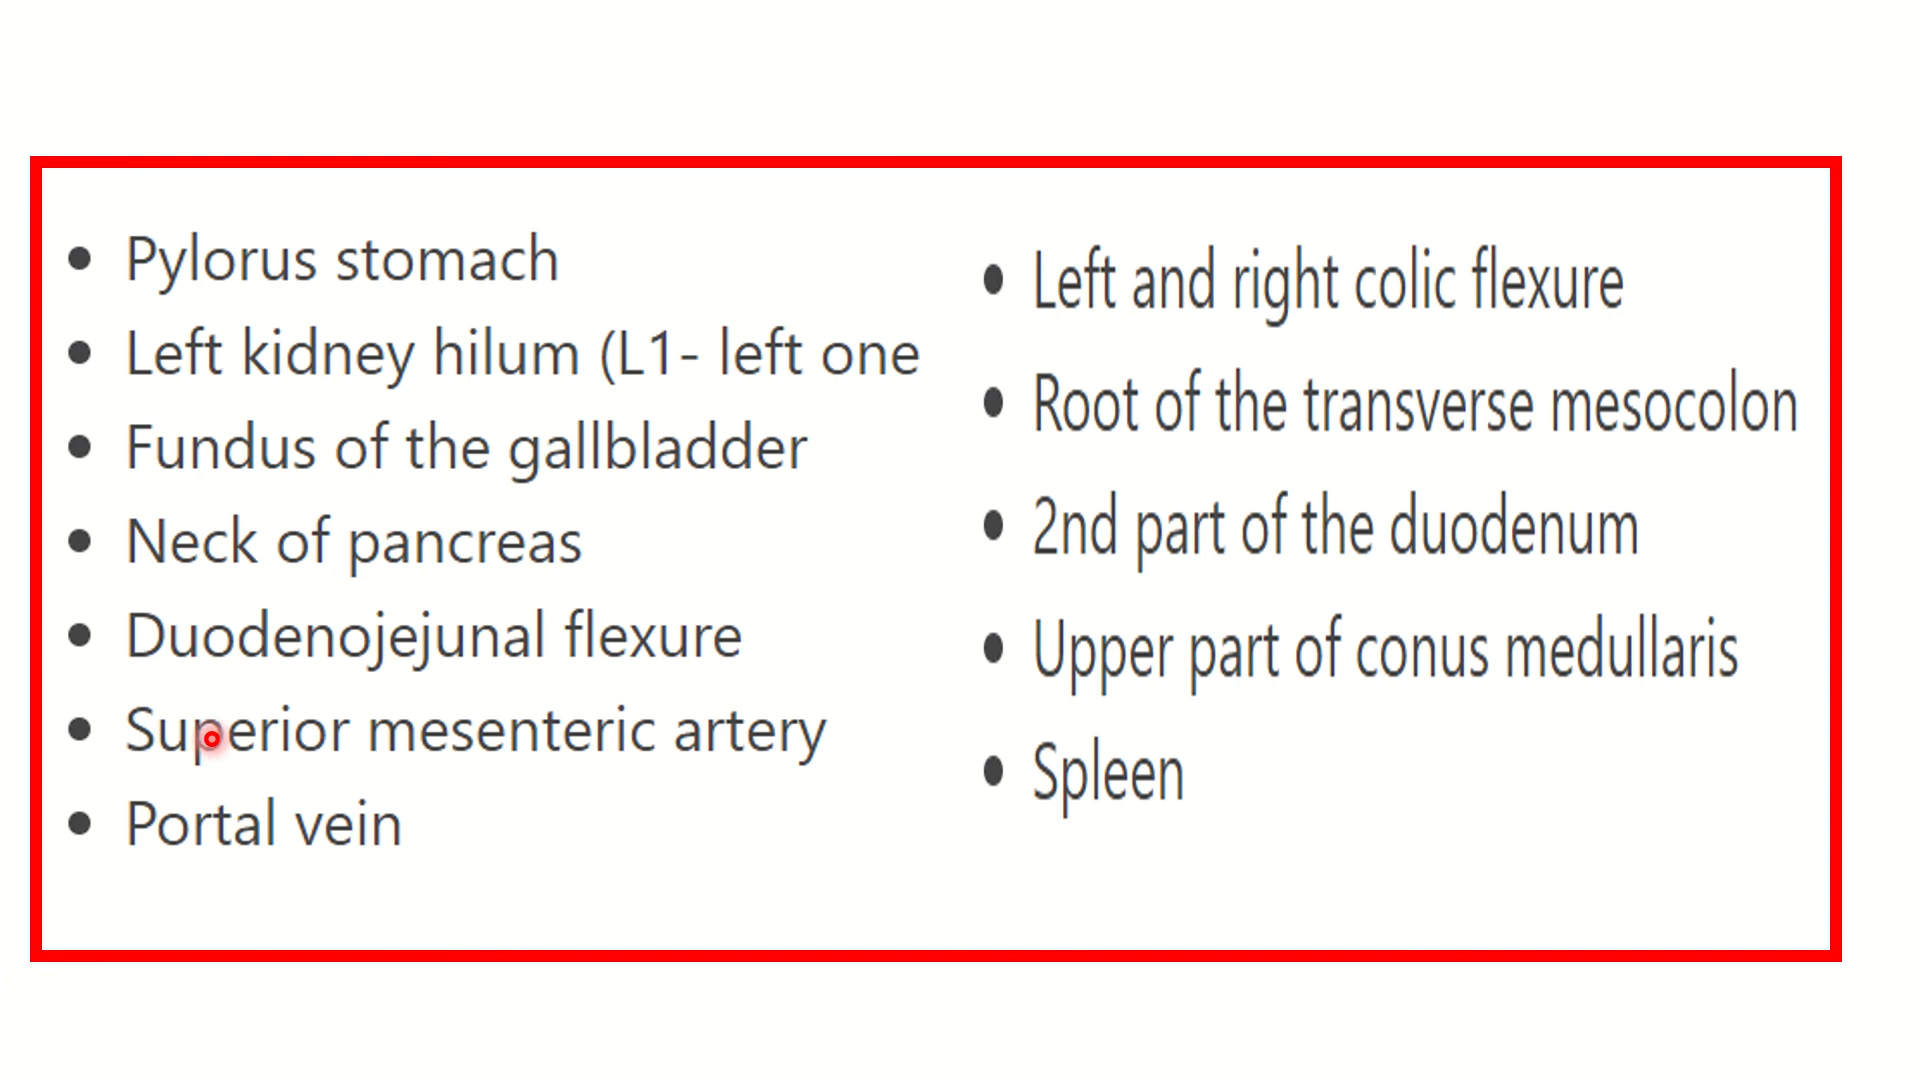 • Pylorus stomach
• Left kidney hilum (L1- left one
• Fundus of the gallbladder
• Neck of pancreas
• Duodenojejunal flexure
• Superior mesenteric artery
• Portal vein
• Left and right colic flexure
• Root of the transverse mesocolon
• 2nd part of the duodenum
• Upper part of conus medullaris
• Spleen